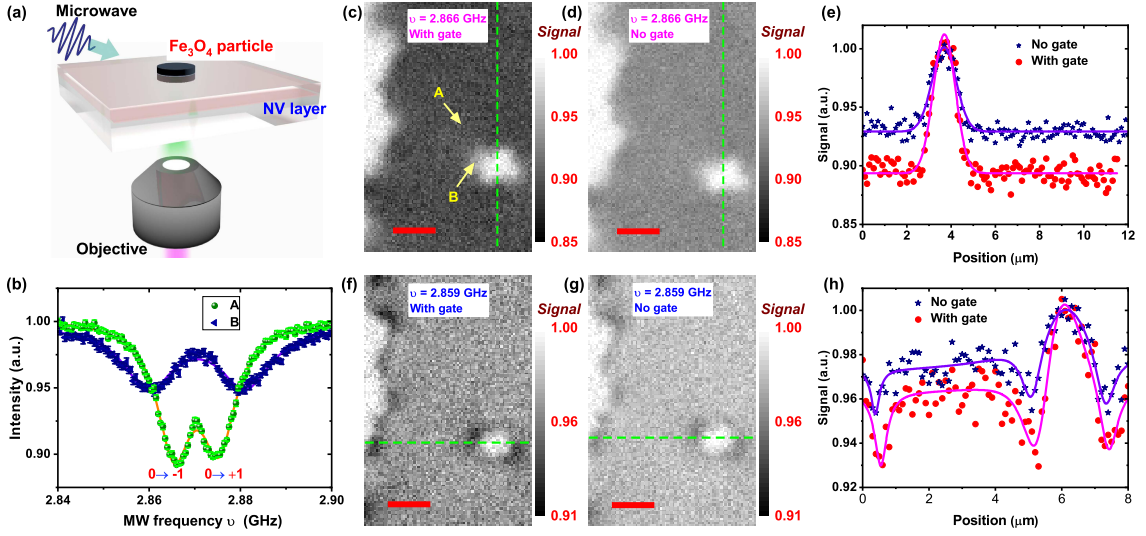 (a)
Microwave
Fe3O4 particle
NV layer
Objective
(b)
A
B
Intensity (a.u.)
1.00
0.95
0.90
0→ -1
0→ +1
2.84
2.86
2.88
2.90
MW frequency υ (GHz)
(c)
υ = 2.866 GHz
With gate
A
B
Signal
1.00
0.95
0.90
0.85
(d)
υ = 2.866 GHz
No gate
Signal
1.00
0.95
0.90
0.85
(e)
No gate
With gate
Signal (a.u.)
1.00
0.95
0.90
0.85
0
2
4
6
8
10
12
Position (μm)
(f)
υ = 2.859 GHz
With gate
Signal
1.00
0.96
0.91
(g)
υ = 2.859 GHz
No gate
Signal
1.00
0.96
0.91
(h)
No gate
With gate
Signal (a.u.)
1.00
0.98
0.96
0.94
0.92
0
2
4
6
8
Position (μm)